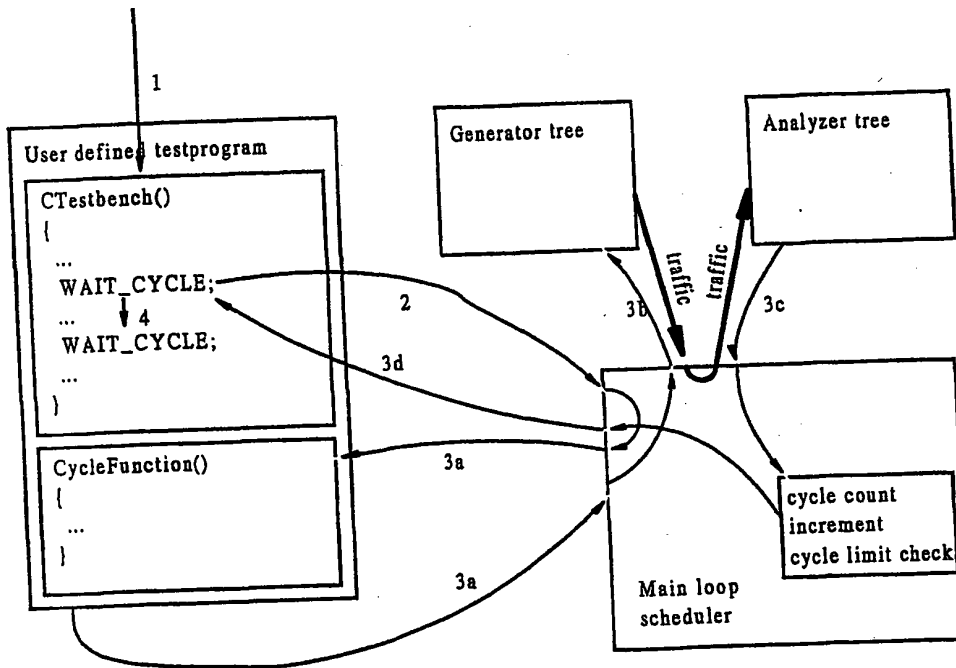 1
User defined testprogram
CTestbench()
{
...
WAIT_CYCLE;
...
4
WAIT_CYCLE;
...
}
CycleFunction()
{
...
}
Generator tree
Analyzer tree
traffic
traffic
2
3b
3c
3d
3a
3a
cycle count
increment
cycle limit check
Main loop
scheduler